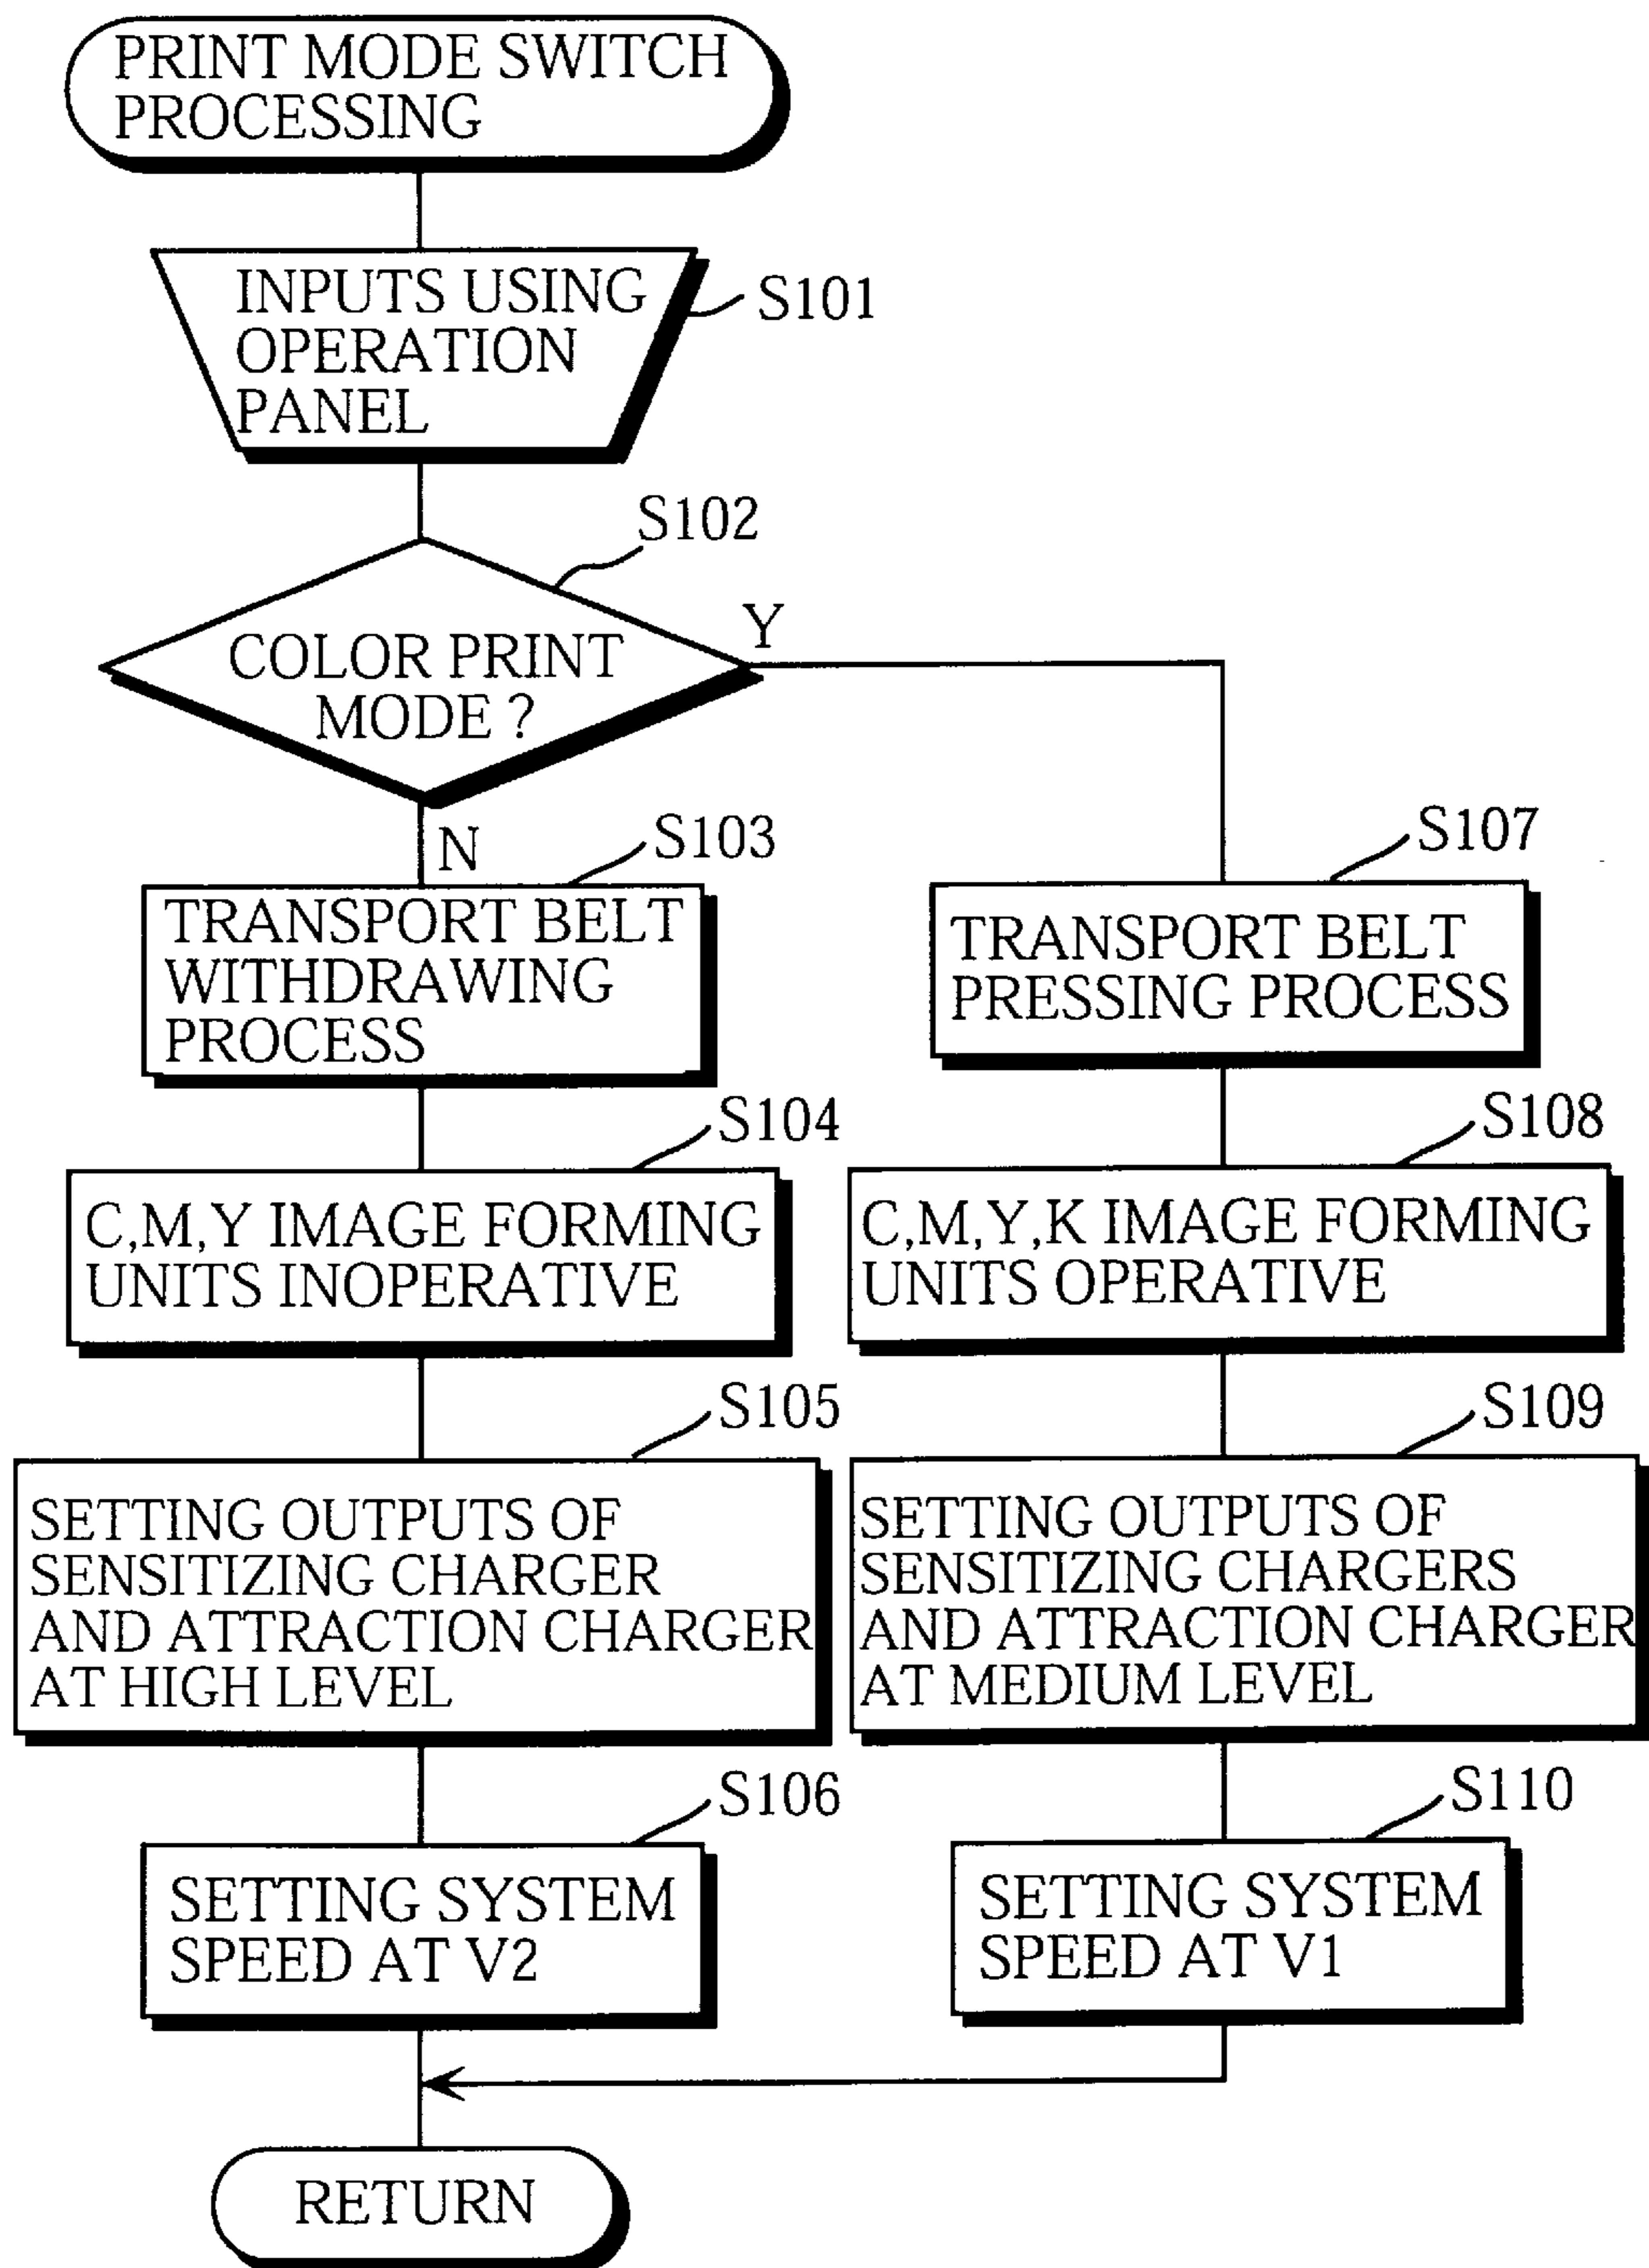 PRINT MODE SWITCH
PROCESSING
INPUTS USING
OPERATION
PANEL
S101
S102
COLOR PRINT
MODE ?
Y
N
S103
TRANSPORT BELT
WITHDRAWING
PROCESS
S104
C,M,Y IMAGE FORMING
UNITS INOPERATIVE
S105
SETTING OUTPUTS OF
SENSITIZING CHARGER
AND ATTRACTION CHARGER
AT HIGH LEVEL
S106
SETTING SYSTEM
SPEED AT V2
S107
TRANSPORT BELT
PRESSING PROCESS
S108
C,M,Y,K IMAGE FORMING
UNITS OPERATIVE
S109
SETTING OUTPUTS OF
SENSITIZING CHARGERS
AND ATTRACTION CHARGER
AT MEDIUM LEVEL
S110
SETTING SYSTEM
SPEED AT V1
RETURN